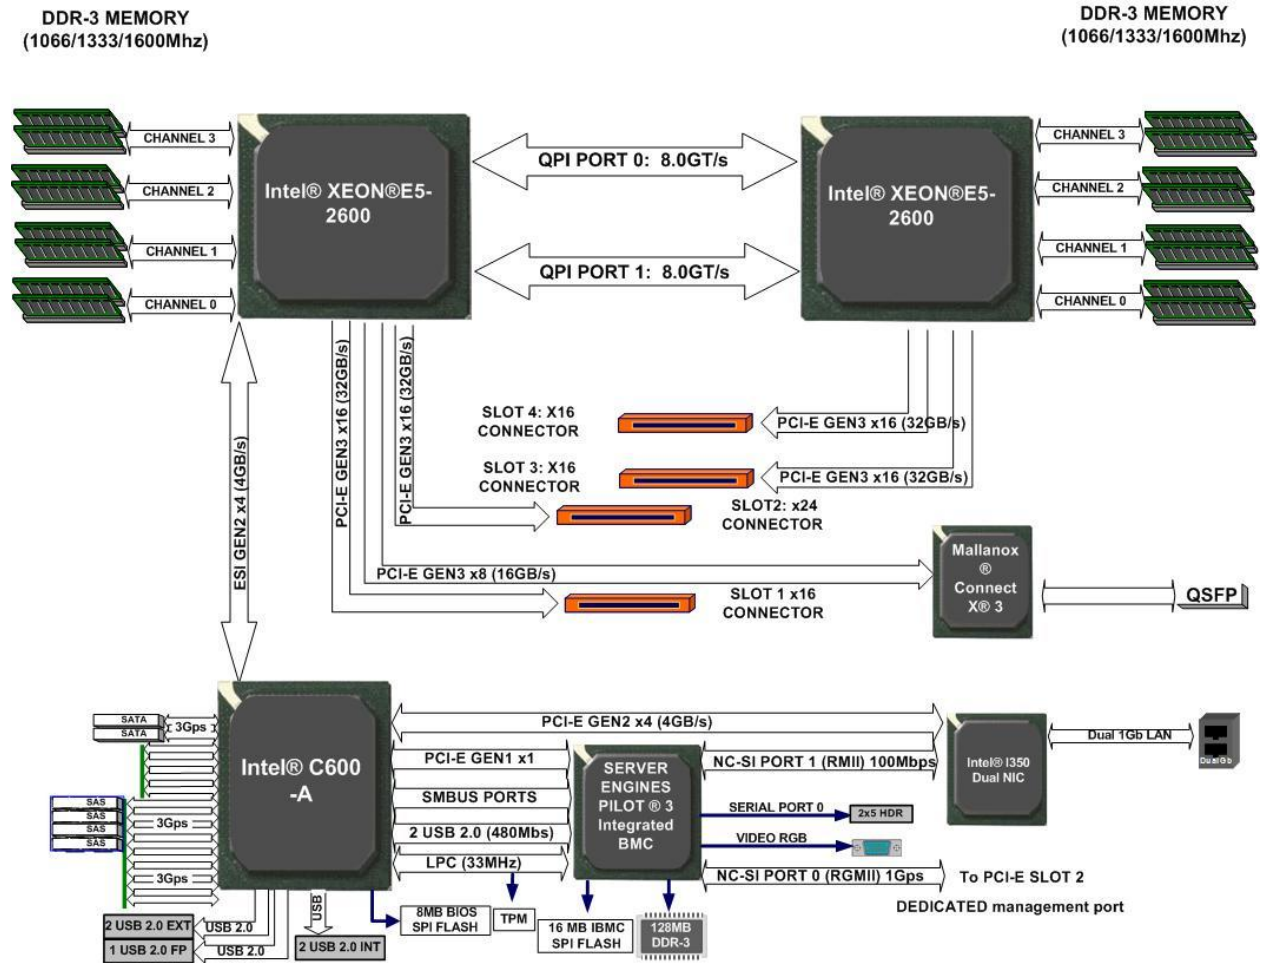 DDR-3 MEMORY
(1066/1333/1600Mhz)
DDR-3 MEMORY
(1066/1333/1600Mhz)
CHANNEL 3
CHANNEL 2
CHANNEL 1
CHANNEL 0
Intel® XEON®E5-
2600
QPI PORT 0: 8.0GT/s
QPI PORT 1: 8.0GT/s
Intel® XEON®E5-
2600
CHANNEL 3
CHANNEL 2
CHANNEL 1
CHANNEL 0
ESI GEN2 x4 (4GB/s)
PCI-E GEN3 x16 (32GB/s)
PCI-E GEN3 x16 (32GB/s)
SLOT 4: X16
CONNECTOR
PCI-E GEN3 x16 (32GB/s)
SLOT 3: X16
CONNECTOR
PCI-E GEN3 x16 (32GB/s)
SLOT2: x24
CONNECTOR
PCI-E GEN3 x8 (16GB/s)
SLOT 1 x16
CONNECTOR
Mallanox
®
Connect
X® 3
QSFP
SATA
SATA
3Gps
SAS
SAS
SAS
SAS
3Gps
3Gps
Intel® C600
-A
PCI-E GEN2 x4 (4GB/s)
PCI-E GEN1 x1
SMBUS PORTS
2 USB 2.0 (480Mbs)
LPC (33MHz)
SERVER
ENGINES
PILOT ® 3
Integrated
BMC
NC-SI PORT 1 (RMII) 100Mbps
Intel® I350
Dual NIC
Dual 1Gb LAN
DualGb
SERIAL PORT 0
2x5 HDR
VIDEO RGB
NC-SI PORT 0 (RGMII) 1Gps
To PCI-E SLOT 2
DEDICATED management port
2 USB 2.0 EXT
USB 2.0
1 USB 2.0 FP
USB 2.0
USB
2 USB 2.0 INT
8MB BIOS
SPI FLASH
TPM
16 MB IBMC
SPI FLASH
128MB
DDR-3